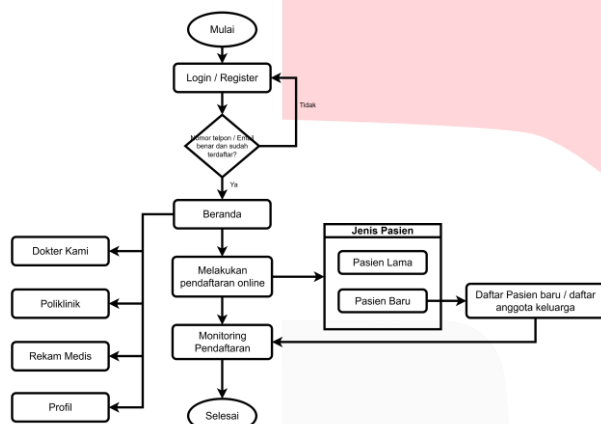 Mulai
Login / Register
Tidak
Nomor telpon / Email
benar dan sudah
terdaftar?
Ya
Beranda
Jenis Pasien
Dokter Kami
Pasien Lama
Melakukan
pendaftaran online
Poliklinik
Pasien Baru
Daftar Pasien baru / daftar
anggota keluarga
Monitoring
Pendaftaran
Rekam Medis
Profil
Selesai